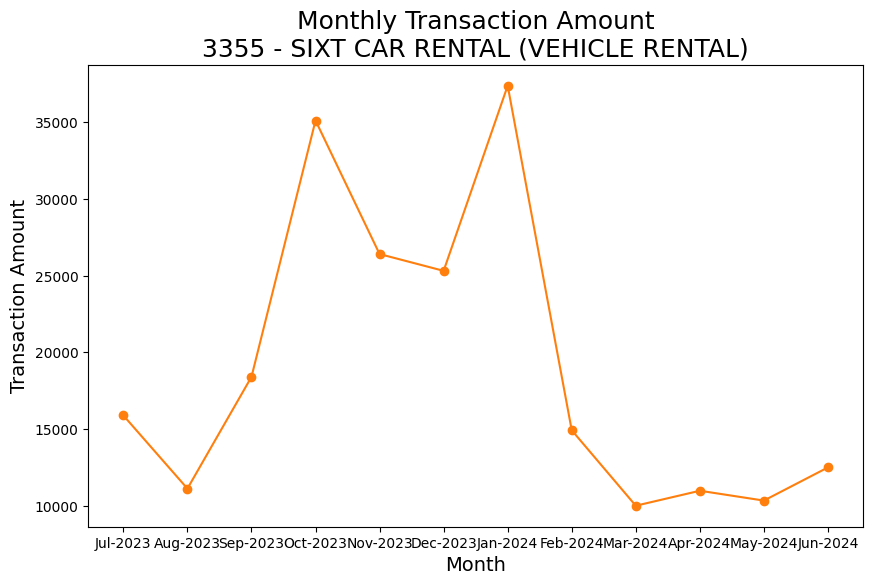 Monthly Transaction Amount
3355 - SIXT CAR RENTAL (VEHICLE RENTAL)
Transaction Amount
35000
30000
25000
20000
15000
10000
Jul-2023 Aug-2023 Sep-2023 Oct-2023 Nov-2023 Dec-2023 Jan-2024 Feb-2024 Mar-2024 Apr-2024 May-2024 Jun-2024
Month